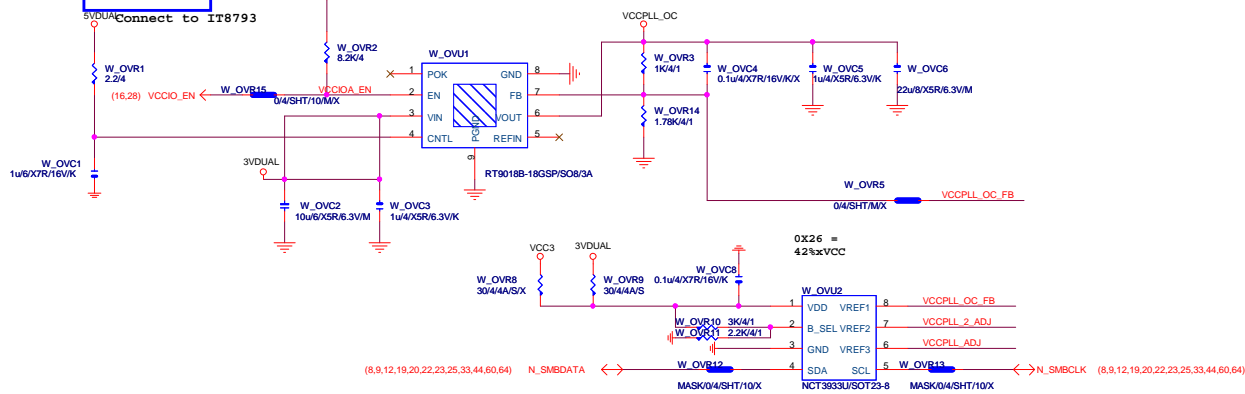 5VDUAL
Connect to IT8793
VCCPLL_OC
W_OVR1
2.2/4
W_OVR2
8.2K/4
W_OVU1
1
POK
GND
8
2
EN
FB
7
3
VIN
VOUT
6
4
CNTL
REFIN
5
PGND
9
RT9018B-18GSP/SO8/3A
W_OVR3
1K/4/1
W_OVC4
0.1u/4/X7R/16V/K/X
W_OVC5
1u/4/X5R/6.3V/K
W_OVC6
22u/8/X5R/6.3V/M
(16,28)
VCCIO_EN
W_OVR15
0/4/SHT/10/M/X
VCCIOA_EN
W_OVR14
1.78K/4/1
W_OVC1
1u/6/X7R/16V/K
3VDUAL
W_OVC2
10u/6/X5R/6.3V/M
W_OVC3
1u/4/X5R/6.3V/K
W_OVR5
0/4/SHT/M/X
VCCPLL_OC_FB
0X26 =
42%xVCC
VCC3
3VDUAL
W_OVR8
30/4/4A/S/X
W_OVR9
30/4/4A/S
W_OVC8
0.1u/4/X7R/16V/K
W_OVU2
1
VDD
VREF1
8
VCCPLL_OC_FB
W_OVR10 3K/4/1
2
B_SEL
VREF2
7
VCCPLL_2_ADJ
W_OVR11 2.2K/4/1
3
GND
VREF3
6
VCCPLL_ADJ
4
SDA
SCL
5
(8,9,12,19,20,22,23,25,33,44,60,64)
N_SMBDATA
W_OVR12
MASK/0/4/SHT/10/X
NCT3933U/SOT23-8
W_OVR13
MASK/0/4/SHT/10/X
N_SMBCLK
(8,9,12,19,20,22,23,25,33,44,60,64)